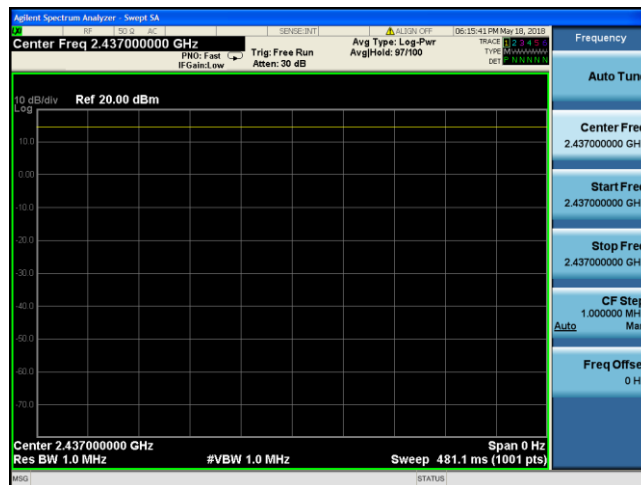 Agilent Spectrum Analyzer - Swept SA
RF 50 Ω AC SENSE:INT ALIGN OFF 06:15:41 PM May 18, 2018
Center Freq 2.437000000 GHz
PNO: Fast
IFGain:Low
Trig: Free Run
Atten: 30 dB
Avg Type: Log-Pwr
Avg|Hold: 97/100
TRACE 1 2 3 4 5 6
TYPE M
DET P N N N N N
10 dB/div Ref 20.00 dBm
Log
10.0
0.00
-10.0
-20.0
-30.0
-40.0
-50.0
-60.0
-70.0
Center 2.437000000 GHz Span 0 Hz
Res BW 1.0 MHz #VBW 1.0 MHz Sweep 481.1 ms (1001 pts)
MSG STATUS
Frequency
Auto Tun
Center Fre
2.437000000 GH
Start Fre
2.437000000 GH
Stop Fre
2.437000000 GH
CF Step
1.000000 MH
Auto Ma
Freq Offse
0 H